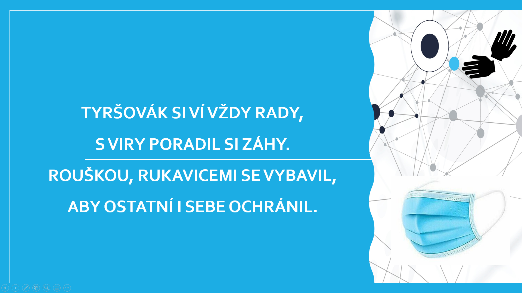 TYRŠOVÁK SI VÍ VŽDY RADY,
S VIRY PORADIL SI ZÁHY.
ROUŠKOU, RUKAVICEMI SE VYBAVIL,
ABY OSTATNÍ I SEBE OCHRÁNIL.